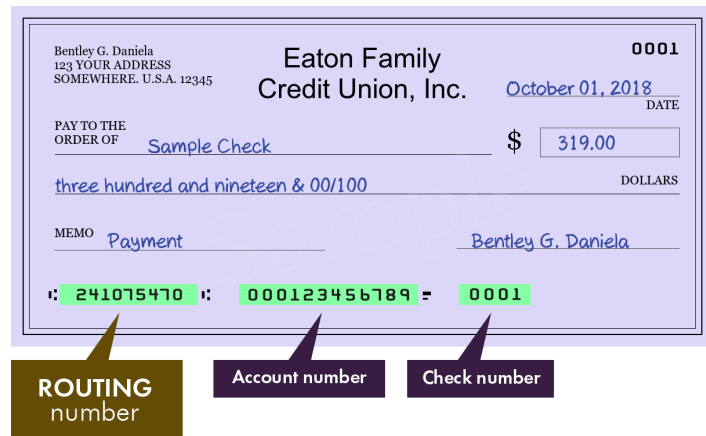 Bentley G. Daniela
123 YOUR ADDRESS
SOMEWHERE. U.S.A. 12345
Eaton Family
Credit Union, Inc.
0001
October 01, 2018
DATE
PAY TO THE
ORDER OF Sample Check
$ 319.00
three hundred and nineteen & 00/100 DOLLARS
Sample
MEMO Payment
Bentley G. Daniela
⑆ 241075470 ⑆ 000123456789 ⑉ 0001
ROUTING
number
Account number
Check number